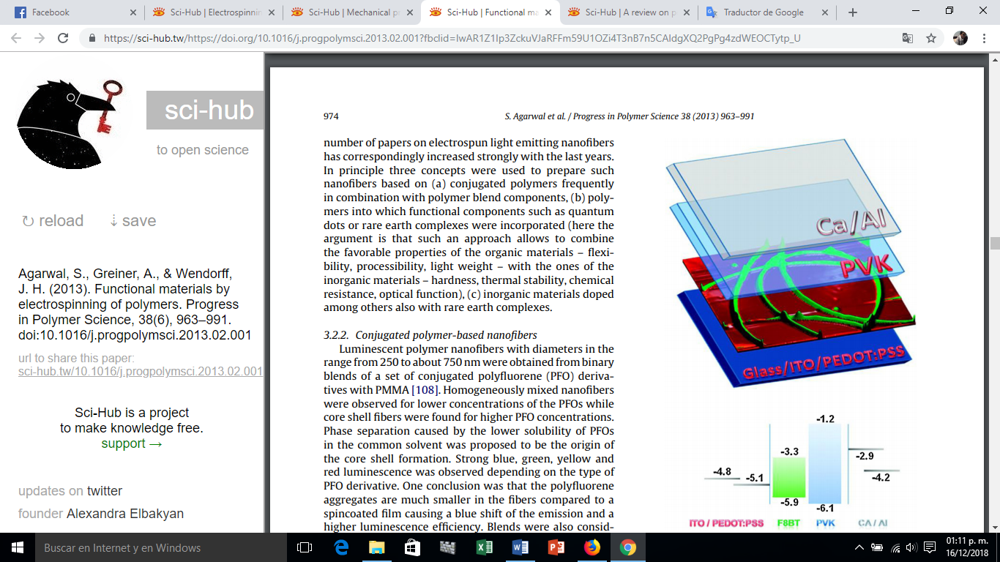 Facebook
Sci-Hub | Electrospinnin
Sci-Hub | Mechanical pr
Sci-Hub | Functional ma
Sci-Hub | A review on p
Traductor de Google
https://sci-hub.tw/https://doi.org/10.1016/j.progpolymsci.2013.02.001?fbclid=IwAR1Z1Ip3ZckuVJaRFFm59U1OZi4T3nB7n5CAldgXQ2PgPg4zdWEOCTytp_U
sci-hub
to open science
↻ reload
⇣ save
Agarwal, S., Greiner, A., & Wendorff,
J. H. (2013). Functional materials by
electrospinning of polymers. Progress
in Polymer Science, 38(6), 963–991.
doi:10.1016/j.progpolymsci.2013.02.001
url to share this paper:
sci-hub.tw/10.1016/j.progpolymsci.2013.02.001
Sci-Hub is a project
to make knowledge free.
support →
updates on twitter
founder Alexandra Elbakyan
974
S. Agarwal et al. / Progress in Polymer Science 38 (2013) 963–991
number of papers on electrospun light emitting nanofibers
has correspondingly increased strongly with the last years.
In principle three concepts were used to prepare such
nanofibers based on (a) conjugated polymers frequently
in combination with polymer blend components, (b) poly-
mers into which functional components such as quantum
dots or rare earth complexes were incorporated (here the
argument is that such an approach allows to combine
the favorable properties of the organic materials – flexi-
bility, processibility, light weight – with the ones of the
inorganic materials – hardness, thermal stability, chemical
resistance, optical function), (c) inorganic materials doped
among others also with rare earth complexes.
3.2.2. Conjugated polymer-based nanofibers
Luminescent polymer nanofibers with diameters in the
range from 250 to about 750 nm were obtained from binary
blends of a set of conjugated polyfluorene (PFO) deriva-
tives with PMMA [108]. Homogeneously mixed nanofibers
were observed for lower concentrations of the PFOs while
core shell fibers were found for higher PFO concentrations.
Phase separation caused by the lower solubility of PFOs
in the common solvent was proposed to be the origin of
the core shell formation. Strong blue, green, yellow and
red luminescence was observed depending on the type of
PFO derivative. One conclusion was that the polyfluorene
aggregates are much smaller in the fibers compared to a
spincoated film causing a blue shift of the emission and a
higher luminescence efficiency. Blends were also consid-
Ca/Al
PVK
Glass/ITO/PEDOT:PSS
-1.2
-3.3
-2.9
-4.8
-5.1
-4.2
-5.9
-6.1
ITO / PEDOT:PSS
F8BT
PVK
CA / Al
Buscar en Internet y en Windows
01:11 p. m.
16/12/2018